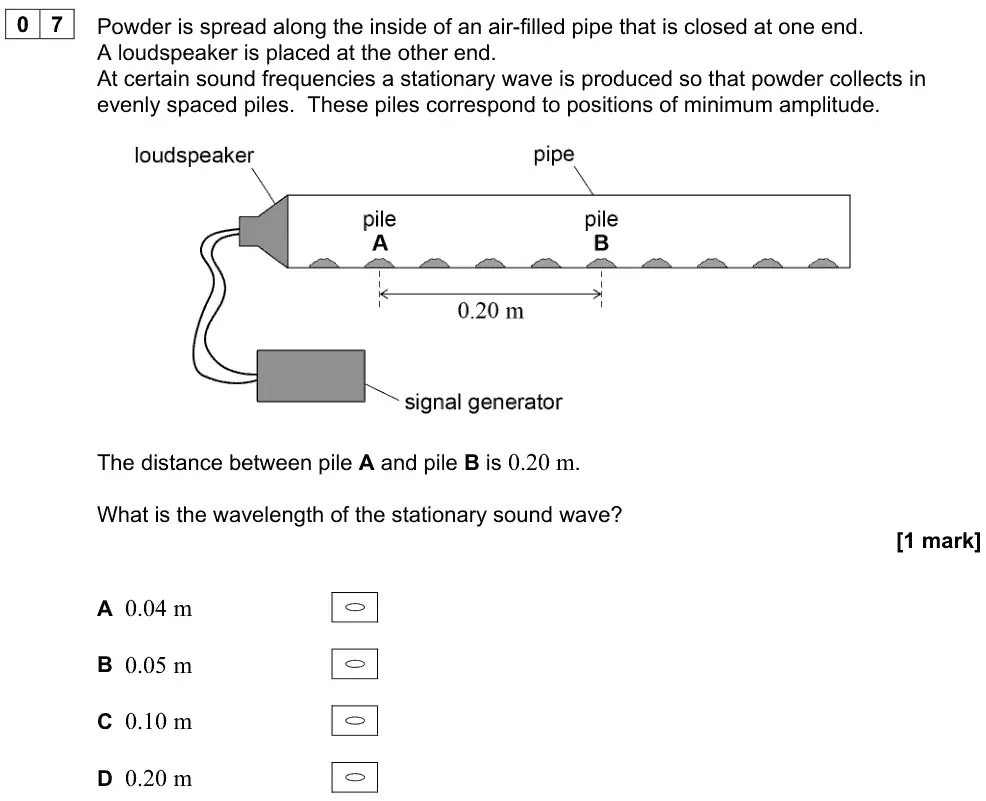 0 7 Powder is spread along the inside of an air-filled pipe that is closed at one end.
A loudspeaker is placed at the other end.
At certain sound frequencies a stationary wave is produced so that powder collects in
evenly spaced piles. These piles correspond to positions of minimum amplitude.
loudspeaker
pipe
pile
A
pile
B
0.20 m
signal generator
The distance between pile A and pile B is 0.20 m.
What is the wavelength of the stationary sound wave?
[1 mark]
A 0.04 m
B 0.05 m
C 0.10 m
D 0.20 m